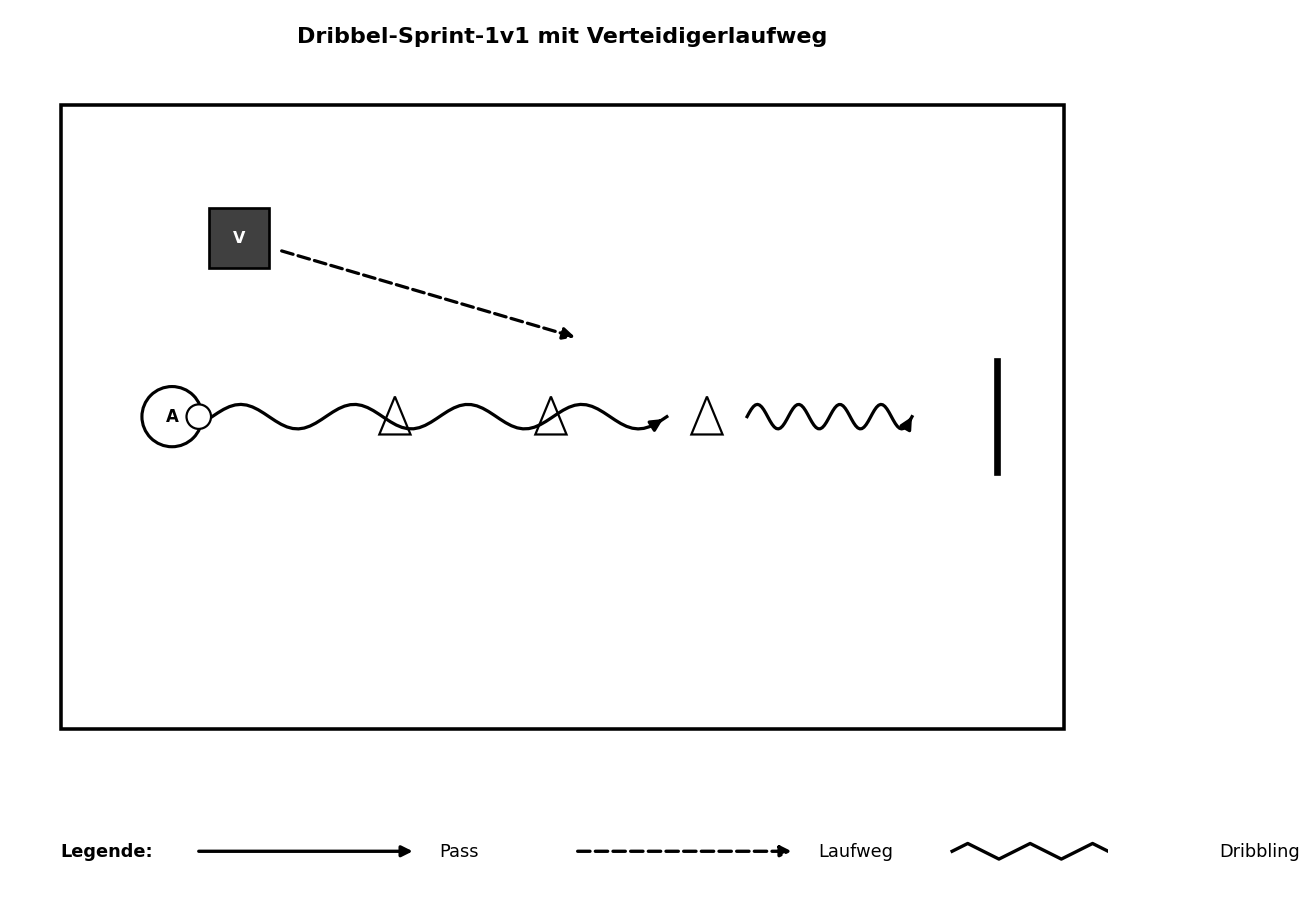 Dribbel-Sprint-1v1 mit Verteidigerlaufweg
V
A
Legende: Pass Laufweg Dribbling